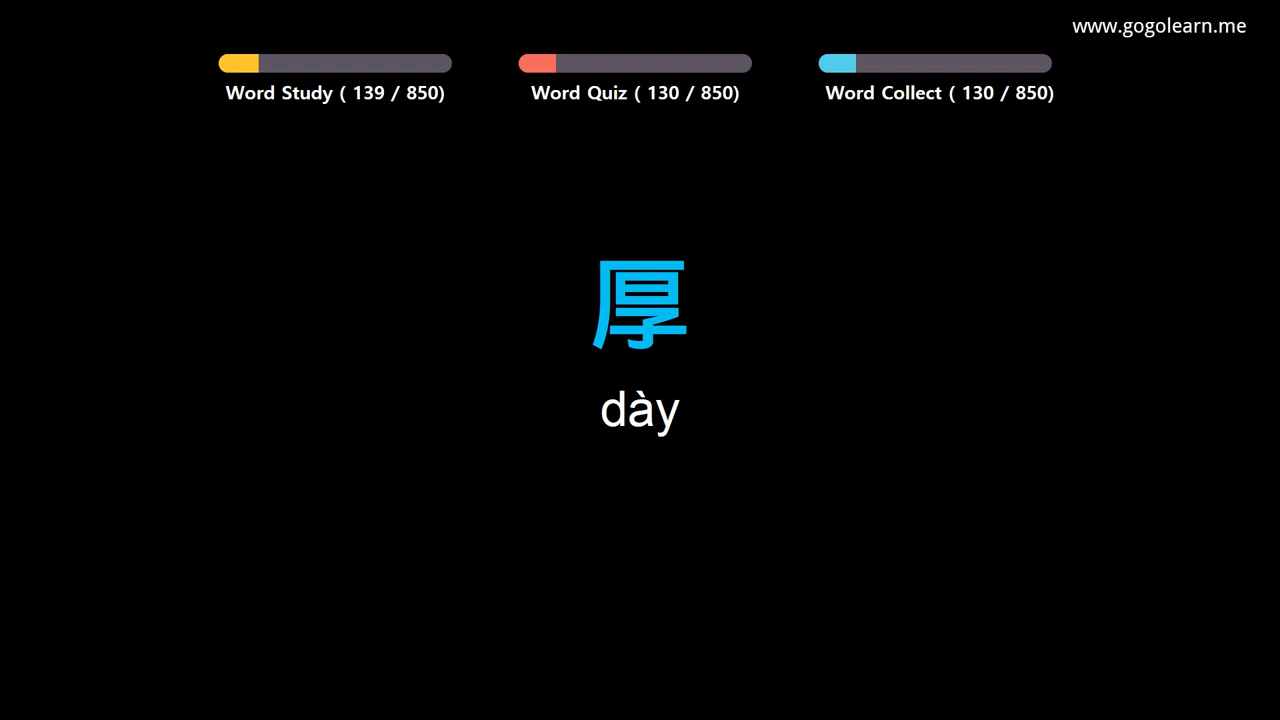 www.gogolearn.me
Word Study ( 139 / 850)
Word Quiz ( 130 / 850)
Word Collect ( 130 / 850)
厚
dày